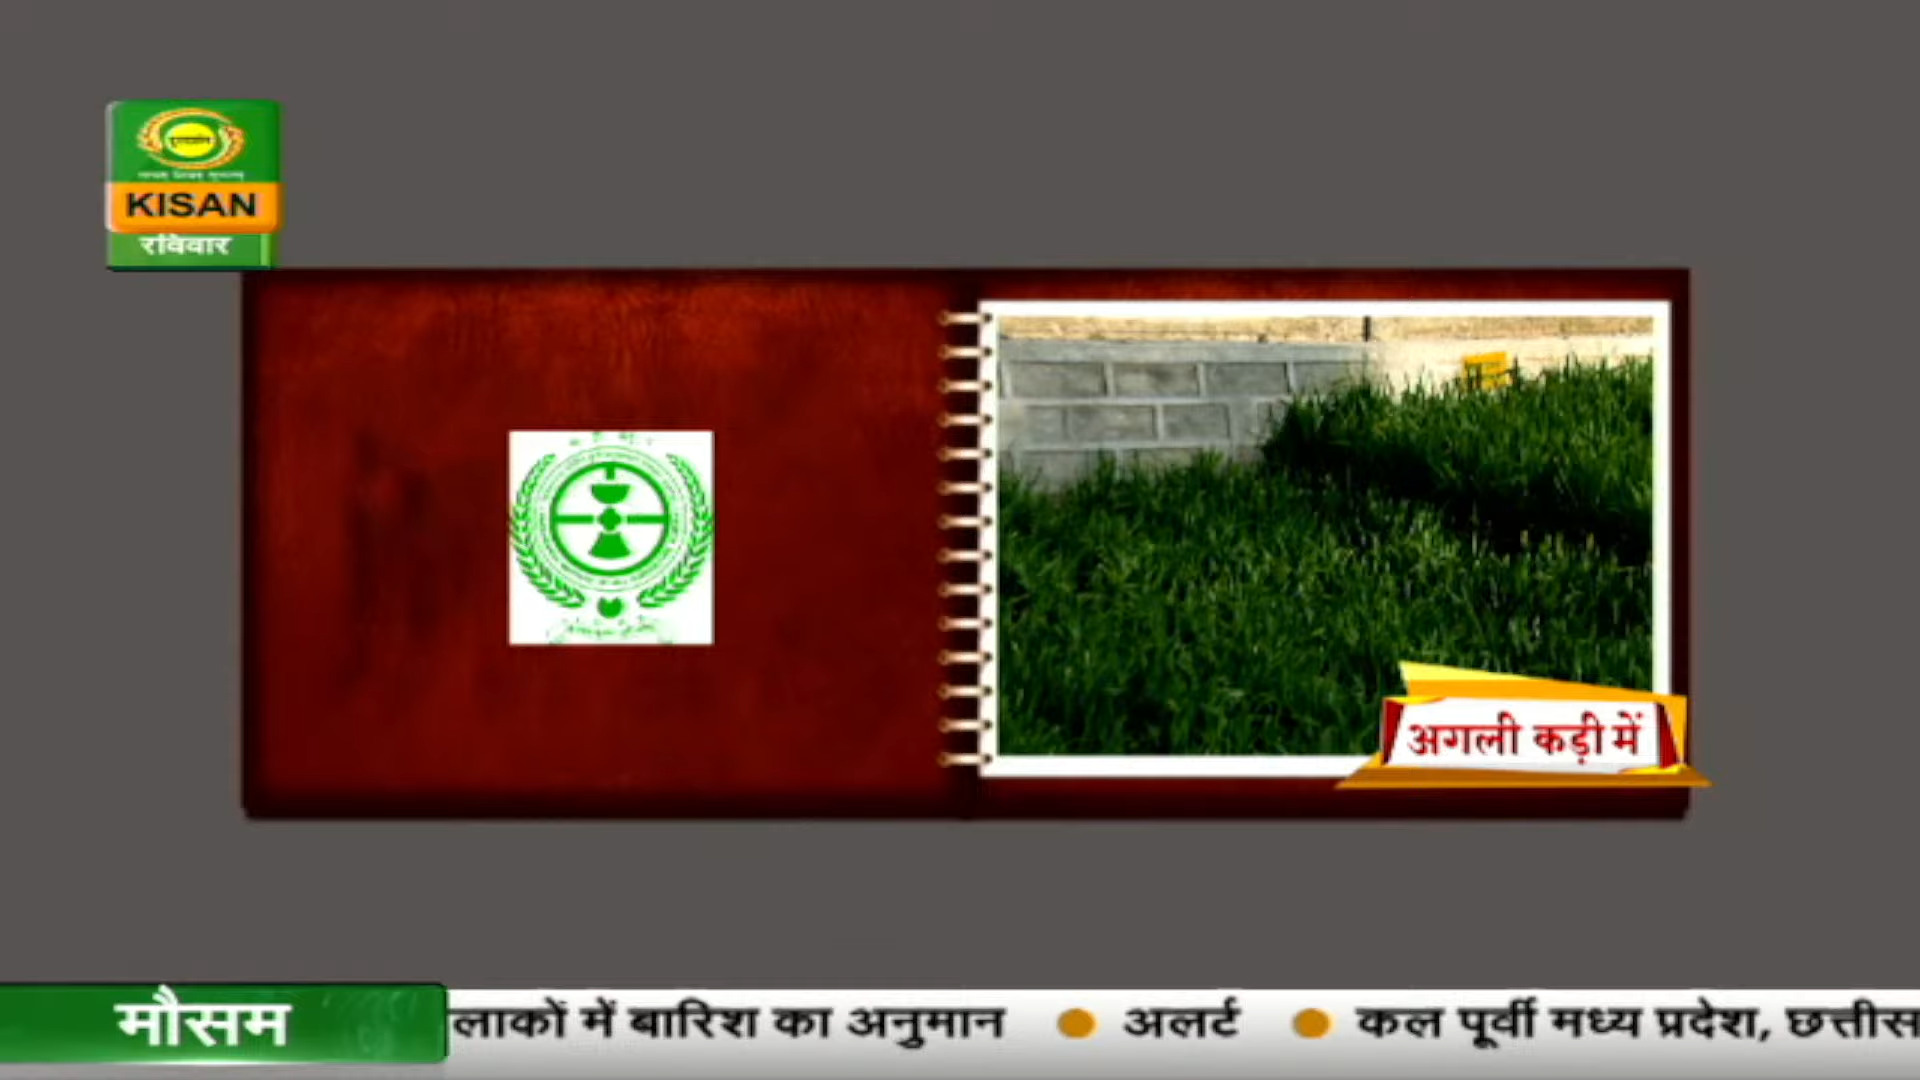 KISAN
रविवार
अगली कड़ी में
मौसम
लाकों में बारिश का अनुमान ● अलर्ट ● कल पूर्वी मध्य प्रदेश, छत्तीस